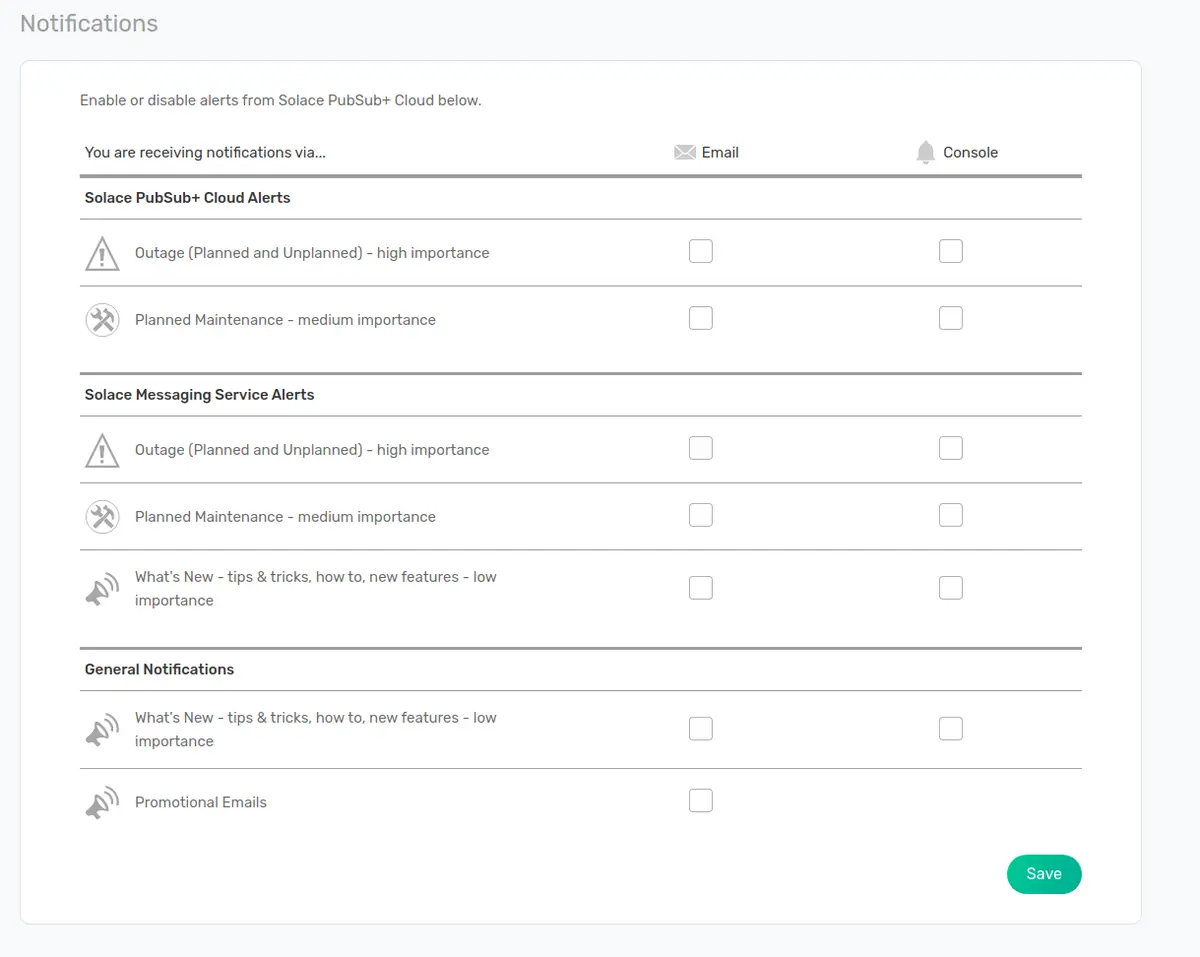 Notifications
Enable or disable alerts from Solace PubSub+ Cloud below.
You are receiving notifications via... Email Console
Solace PubSub+ Cloud Alerts
Outage (Planned and Unplanned) - high importance
Planned Maintenance - medium importance
Solace Messaging Service Alerts
Outage (Planned and Unplanned) - high importance
Planned Maintenance - medium importance
What's New - tips & tricks, how to, new features - low
importance
General Notifications
What's New - tips & tricks, how to, new features - low
importance
Promotional Emails
Save